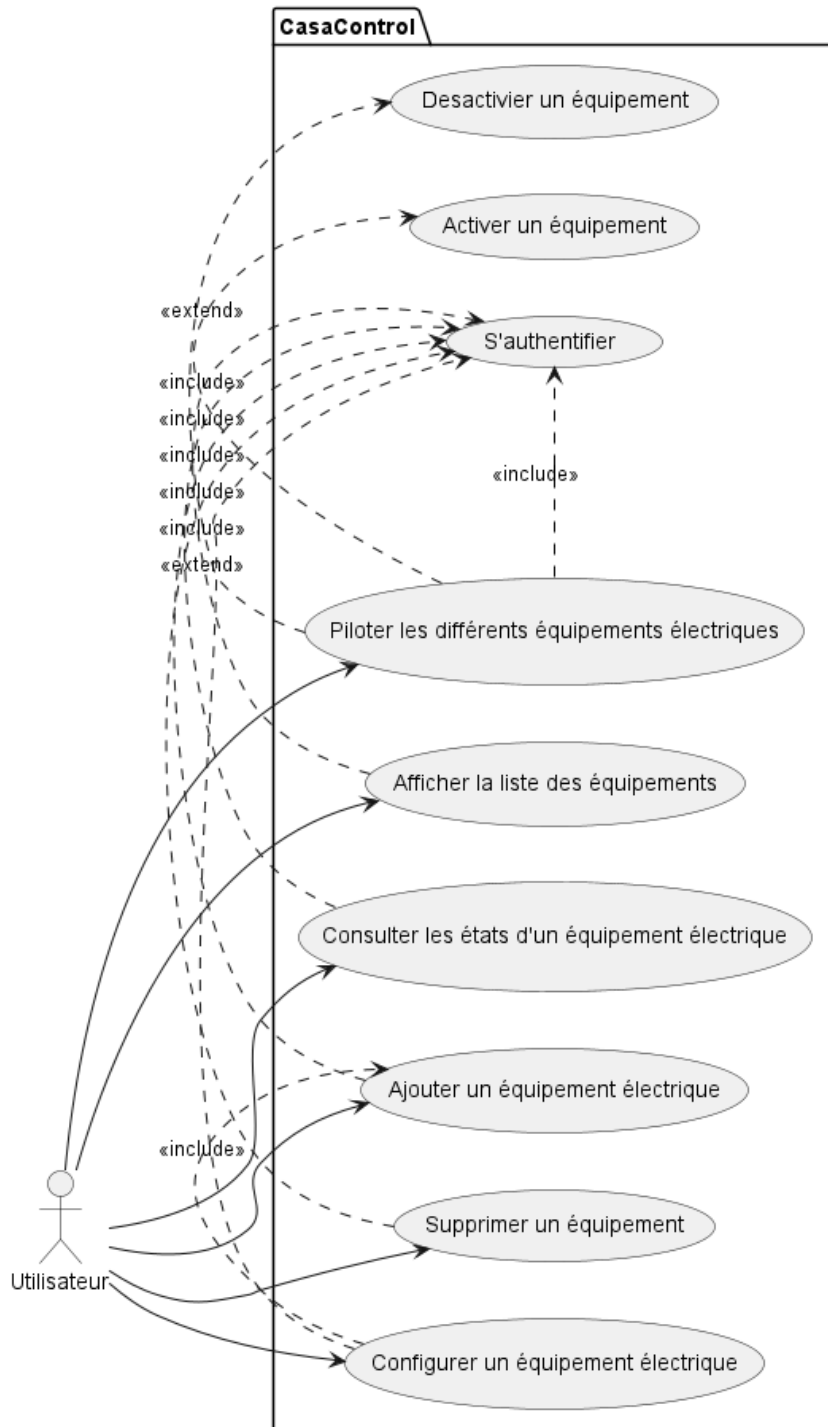 CasaControl
Desactivier un équipement
Activer un équipement
«extend»
S'authentifier
«include»
«include»
«include»
«include»
«include»
«include»
«extend»
Piloter les différents équipements électriques
Afficher la liste des équipements
Consulter les états d'un équipement électrique
Ajouter un équipement électrique
«include»
Supprimer un équipement
Utilisateur
Configurer un équipement électrique